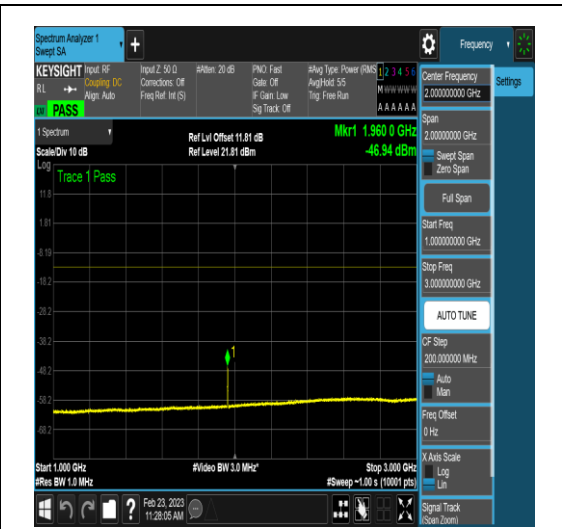 Spectrum Analyzer 1
Swept SA
+
Frequency
KEYSIGHT Input: RF Input Z: 50 Ω #Atten: 20 dB PNO: Fast #Avg Type: Power (RMS 1 2 3 4 5 6
RL Coupling: DC Corrections: Off Gate: Off Avg|Hold: 5/5 M W W W W W
Align: Auto Freq Ref: Int (S) IF Gain: Low Trig: Free Run
PASS Sig Track: Off A A A A A A
1 Spectrum Ref Lvl Offset 11.81 dB Mkr1 1.960 0 GHz
Scale/Div 10 dB Ref Level 21.81 dBm -46.94 dBm
Log
Trace 1 Pass
11.8
1.81
-8.19
-18.2
-28.2
-38.2
1
-48.2
-58.2
-68.2
Start 1.000 GHz #Video BW 3.0 MHz* Stop 3.000 GHz
#Res BW 1.0 MHz #Sweep ~1.00 s (10001 pts)
? Feb 23, 2023
11:28:05 AM
Center Frequency
2.000000000 GHz
Settings
Span
2.00000000 GHz
Swept Span
Zero Span
Full Span
Start Freq
1.000000000 GHz
Stop Freq
3.000000000 GHz
AUTO TUNE
CF Step
200.000000 MHz
Auto
Man
Freq Offset
0 Hz
X Axis Scale
Log
Lin
Signal Track
(Span Zoom)